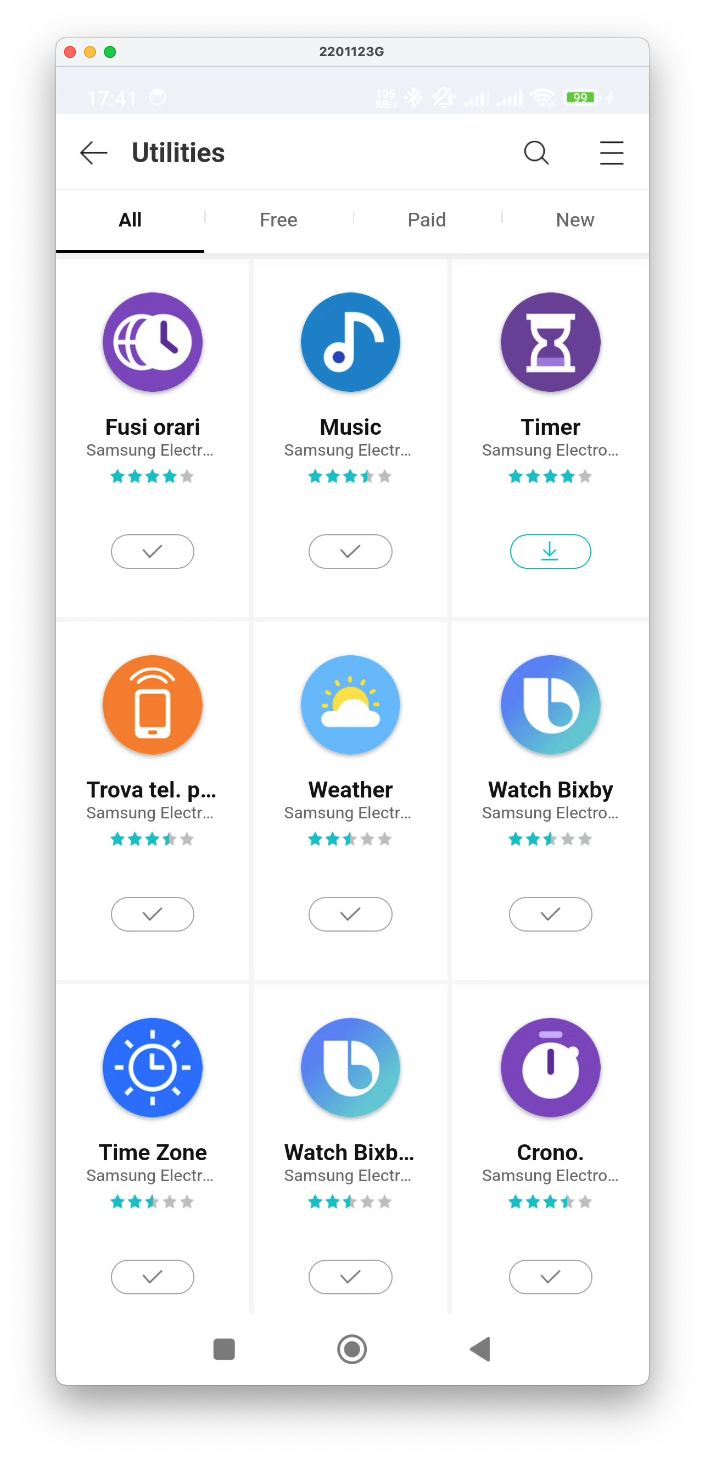 2201123G
17:41
106
KB/s
99
Utilities
All
Free
Paid
New
Fusi orari
Samsung Electr...
Music
Samsung Electr...
Timer
Samsung Electro...
Trova tel. p...
Samsung Electr...
Weather
Samsung Electr...
Watch Bixby
Samsung Electro...
Time Zone
Samsung Electr...
Watch Bixb...
Samsung Electr...
Crono.
Samsung Electro...